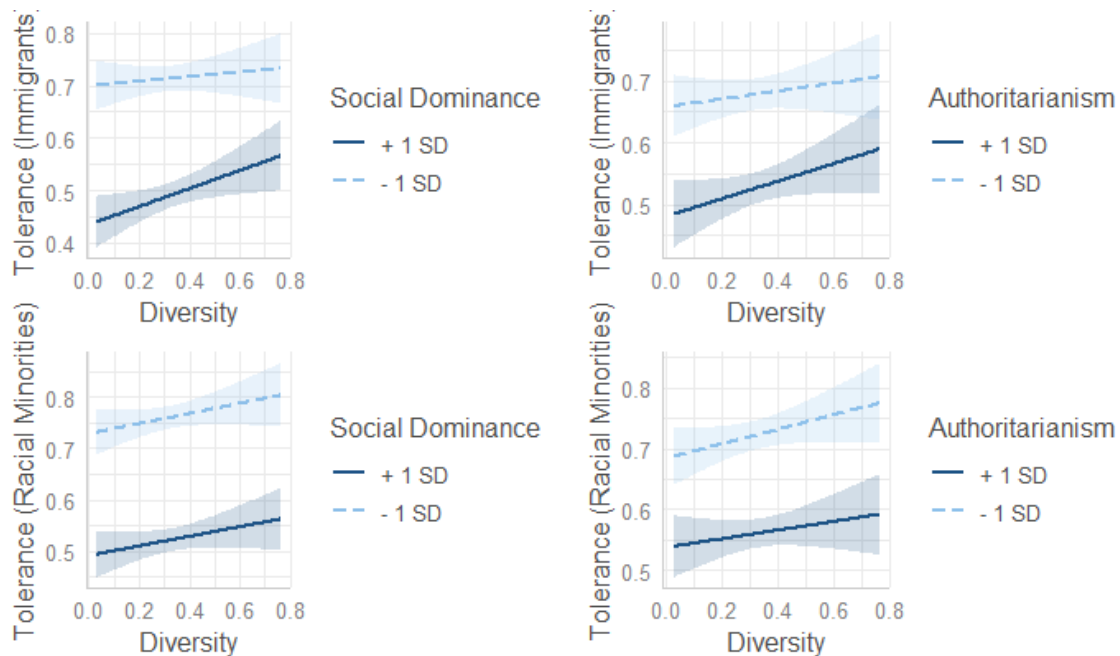 Tolerance (Immigrants)
0.8
0.7
0.6
0.5
0.4
0.0 0.2 0.4 0.6 0.8
Diversity
Social Dominance
+ 1 SD
- 1 SD
Tolerance (Immigrants)
0.7
0.6
0.5
0.0 0.2 0.4 0.6 0.8
Diversity
Authoritarianism
+ 1 SD
- 1 SD
Tolerance (Racial Minorities)
0.8
0.7
0.6
0.5
0.0 0.2 0.4 0.6 0.8
Diversity
Social Dominance
+ 1 SD
- 1 SD
Tolerance (Racial Minorities)
0.8
0.7
0.6
0.5
0.0 0.2 0.4 0.6 0.8
Diversity
Authoritarianism
+ 1 SD
- 1 SD